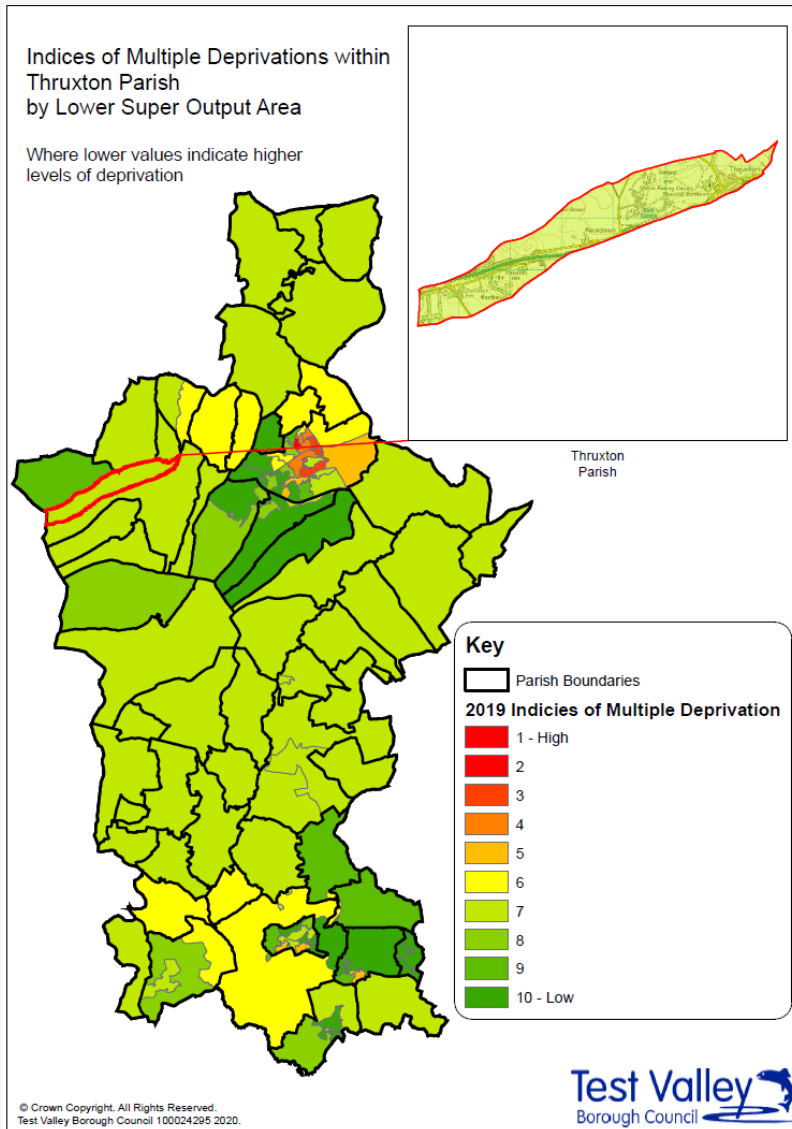 Indices of Multiple Deprivations within
Thruxton Parish
by Lower Super Output Area
Where lower values indicate higher
levels of deprivation
Thruxton
Thruxton
Parish
Key
Parish Boundaries
2019 Indicies of Multiple Deprivation
1 - High
2
3
4
5
6
7
8
9
10 - Low
© Crown Copyright. All Rights Reserved.
Test Valley Borough Council 100024295 2020.
Test Valley
Borough Council